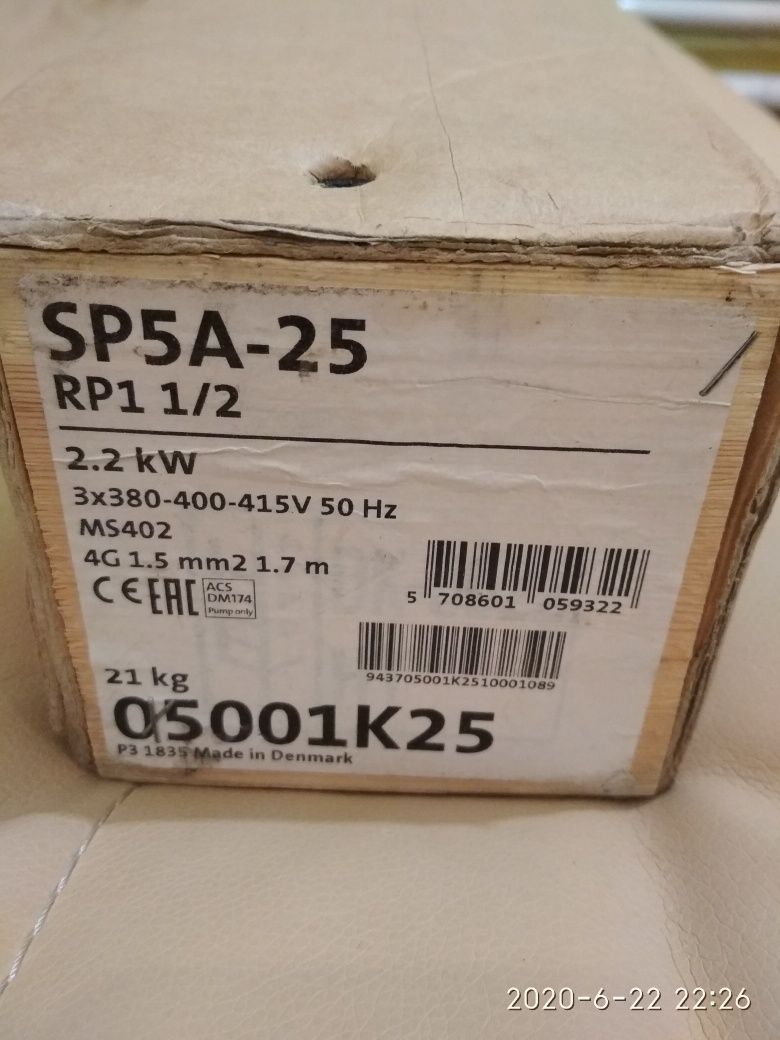 SP5A-25
RP1 1/2
2.2 kW
3x380-400-415V 50 Hz
MS402
4G 1.5 mm2 1.7 m
CE EAC ACS
DM174
Pump only
5 708601 059322
943705001K2510001089
21 kg
05001K25
P3 1835 Made in Denmark
2020-6-22 22:26